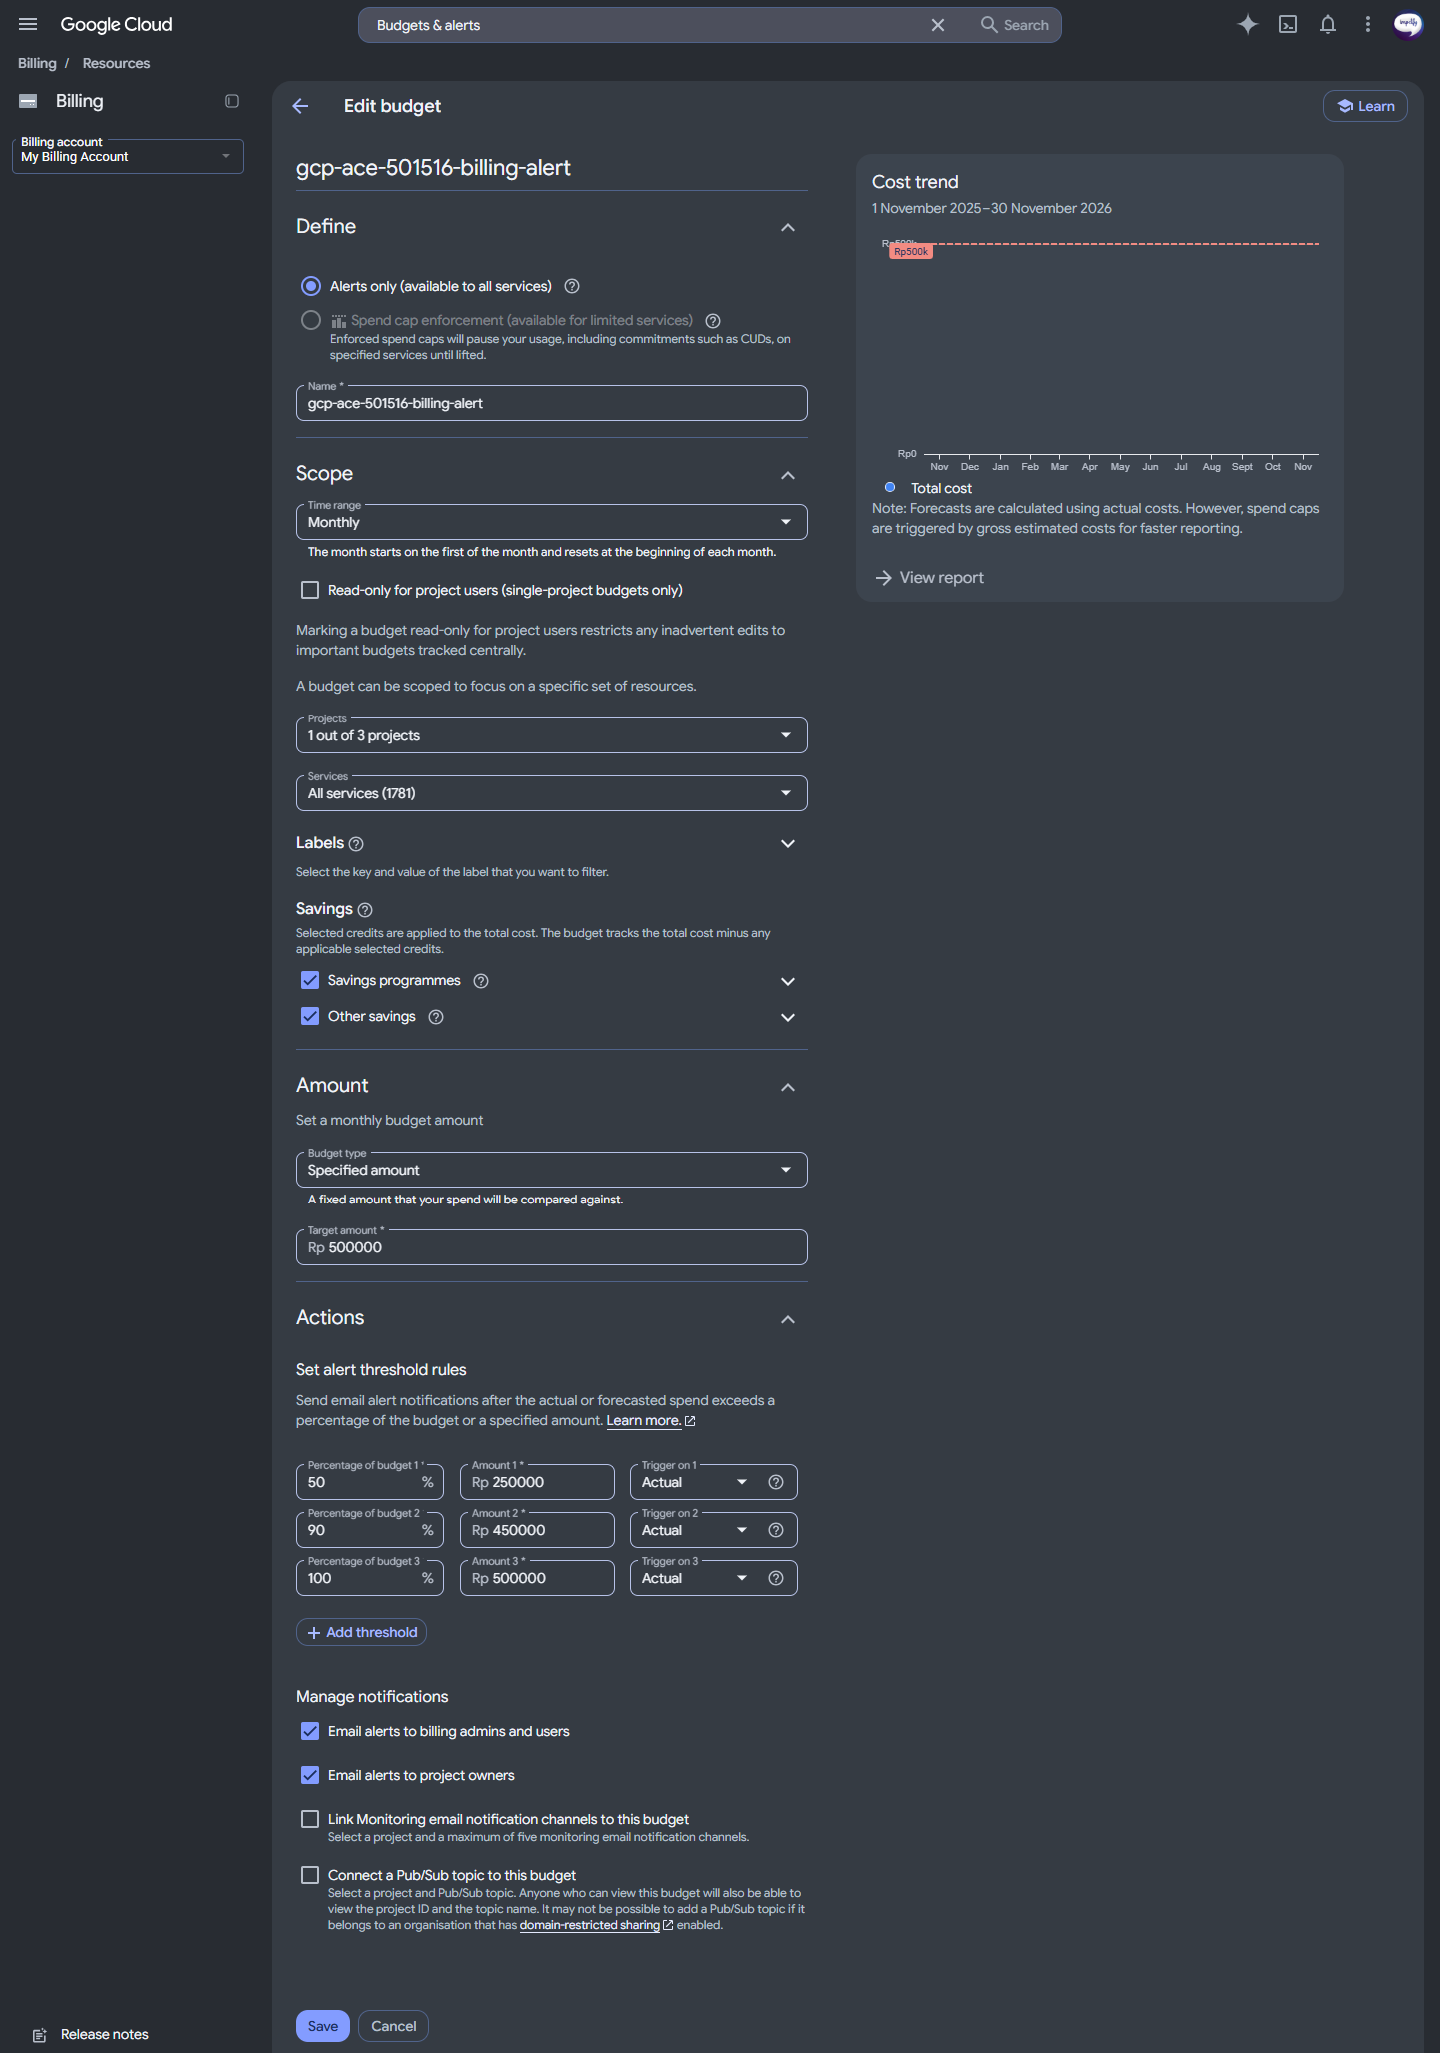 Google Cloud
Budgets & alerts
Search
Billing / Resources
Billing
Billing account
My Billing Account
Edit budget
Learn
gcp-ace-501516-billing-alert
Define
Alerts only (available to all services)
Spend cap enforcement (available for limited services)
Enforced spend caps will pause your usage, including commitments such as CUDs, on
specified services until lifted.
Name *
gcp-ace-501516-billing-alert
Scope
Time range
Monthly
The month starts on the first of the month and resets at the beginning of each month.
Read-only for project users (single-project budgets only)
Marking a budget read-only for project users restricts any inadvertent edits to
important budgets tracked centrally.
A budget can be scoped to focus on a specific set of resources.
Projects
1 out of 3 projects
Services
All services (1781)
Labels
Select the key and value of the label that you want to filter.
Savings
Selected credits are applied to the total cost. The budget tracks the total cost minus any
applicable selected credits.
Savings programmes
Other savings
Amount
Set a monthly budget amount
Budget type
Specified amount
A fixed amount that your spend will be compared against.
Target amount *
Rp 500000
Actions
Set alert threshold rules
Send email alert notifications after the actual or forecasted spend exceeds a
percentage of the budget or a specified amount. Learn more.
Percentage of budget 1 * Amount 1 * Trigger on 1
50 % Rp 250000 Actual
Percentage of budget 2 Amount 2 * Trigger on 2
90 % Rp 450000 Actual
Percentage of budget 3 Amount 3 * Trigger on 3
100 % Rp 500000 Actual
Add threshold
Manage notifications
Email alerts to billing admins and users
Email alerts to project owners
Link Monitoring email notification channels to this budget
Select a project and a maximum of five monitoring email notification channels.
Connect a Pub/Sub topic to this budget
Select a project and Pub/Sub topic. Anyone who can view this budget will also be able to
view the project ID and the topic name. It may not be possible to add a Pub/Sub topic if it
belongs to an organisation that has domain-restricted sharing enabled.
Save Cancel
Cost trend
1 November 2025–30 November 2026
Rp500k
Rp500k
Rp0
Nov Dec Jan Feb Mar Apr May Jun Jul Aug Sept Oct Nov
Total cost
Note: Forecasts are calculated using actual costs. However, spend caps
are triggered by gross estimated costs for faster reporting.
View report
Release notes